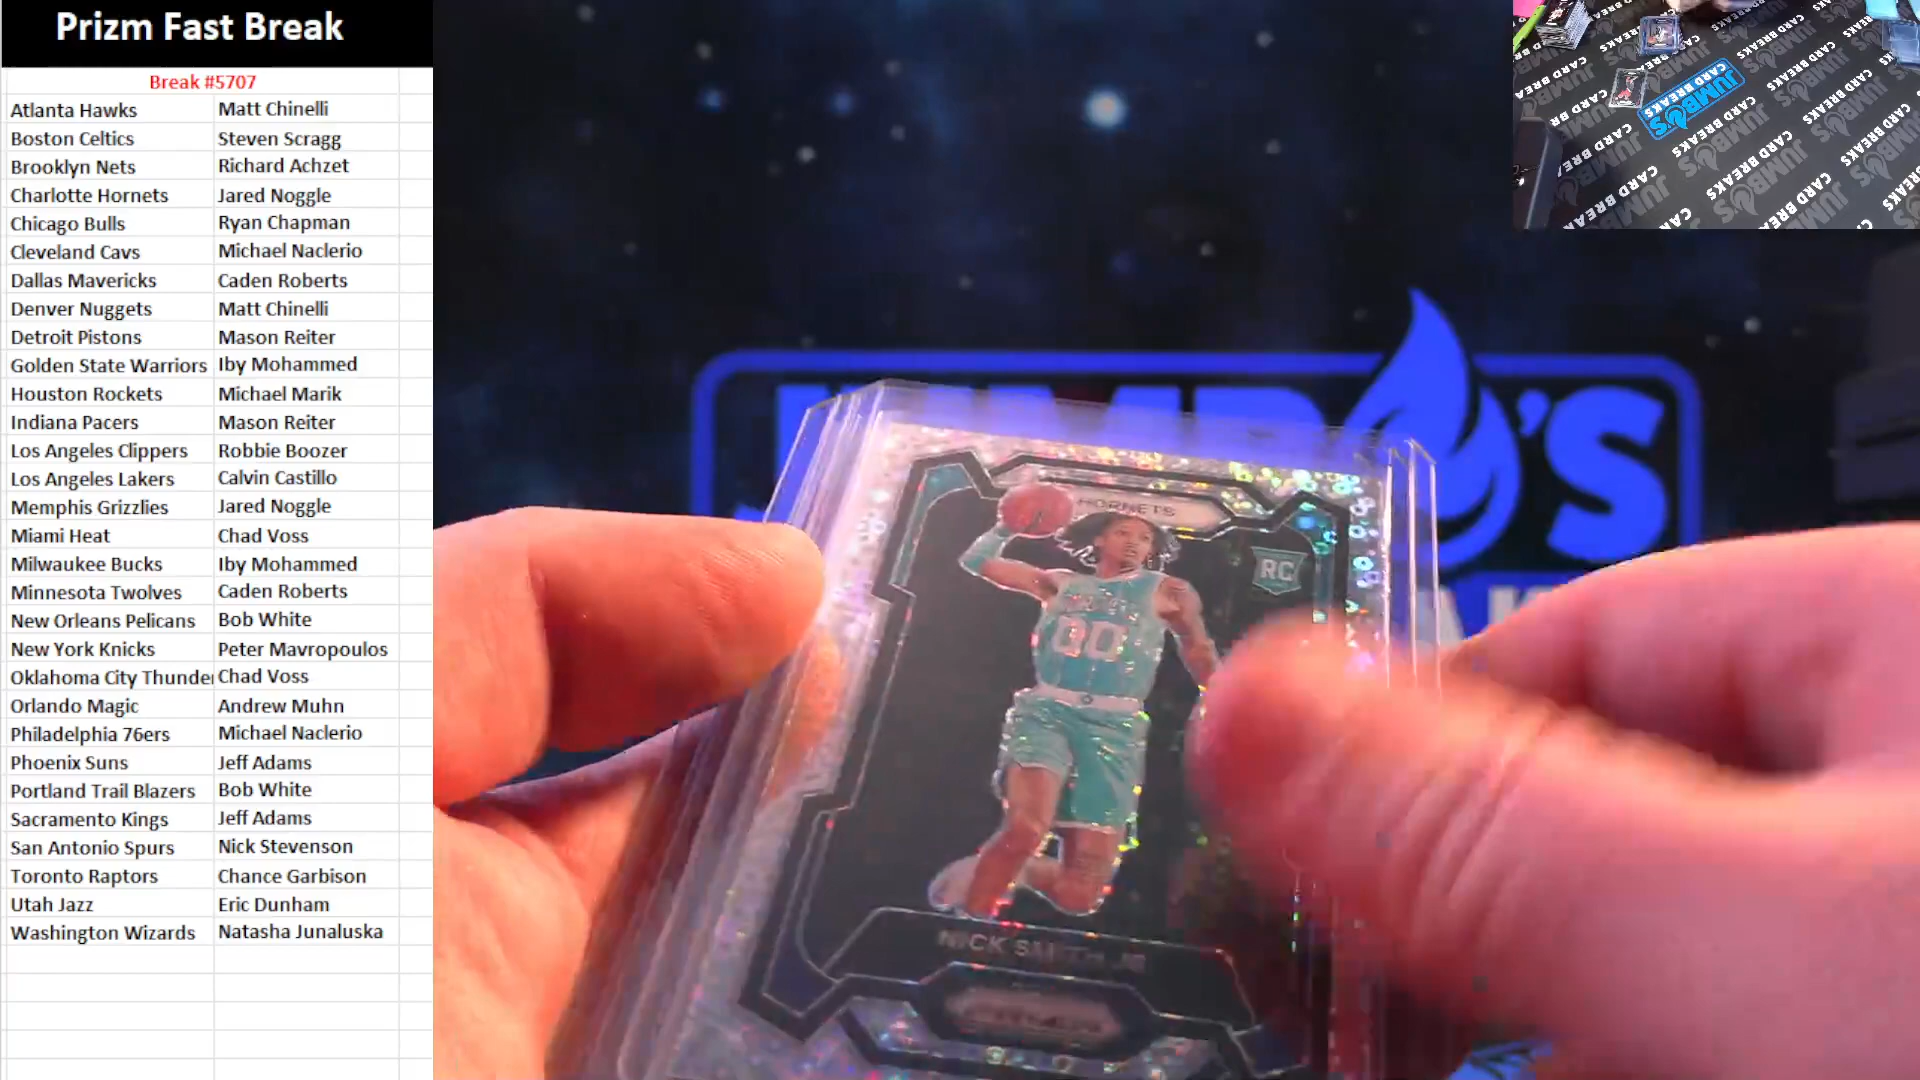 Prizm Fast Break
Break #5707
Atlanta Hawks Matt Chinelli
Boston Celtics Steven Scragg
Brooklyn Nets Richard Achzet
Charlotte Hornets Jared Noggle
Chicago Bulls Ryan Chapman
Cleveland Cavs Michael Naclerio
Dallas Mavericks Caden Roberts
Denver Nuggets Matt Chinelli
Detroit Pistons Mason Reiter
Golden State Warriors Iby Mohammed
Houston Rockets Michael Marik
Indiana Pacers Mason Reiter
Los Angeles Clippers Robbie Boozer
Los Angeles Lakers Calvin Castillo
Memphis Grizzlies Jared Noggle
Miami Heat Chad Voss
Milwaukee Bucks Iby Mohammed
Minnesota Twolves Caden Roberts
New Orleans Pelicans Bob White
New York Knicks Peter Mavropoulos
Oklahoma City Thunder Chad Voss
Orlando Magic Andrew Muhn
Philadelphia 76ers Michael Naclerio
Phoenix Suns Jeff Adams
Portland Trail Blazers Bob White
Sacramento Kings Jeff Adams
San Antonio Spurs Nick Stevenson
Toronto Raptors Chance Garbison
Utah Jazz Eric Dunham
Washington Wizards Natasha Junaluska
JUMBO'S
CARD BREAKS
HORNETS
RC
00
NICK SMITH JR
PRIZM